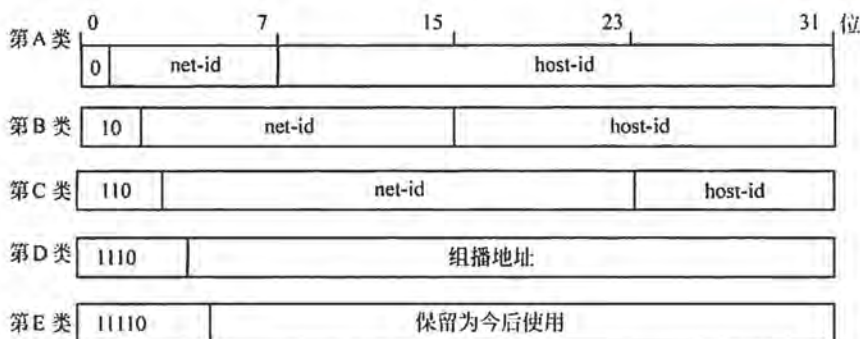 0 7 15 23 31 位
第A类
0 net-id host-id
第B类 10 net-id host-id
第C类 110 net-id host-id
第D类 1110 组播地址
第E类 11110 保留为今后使用